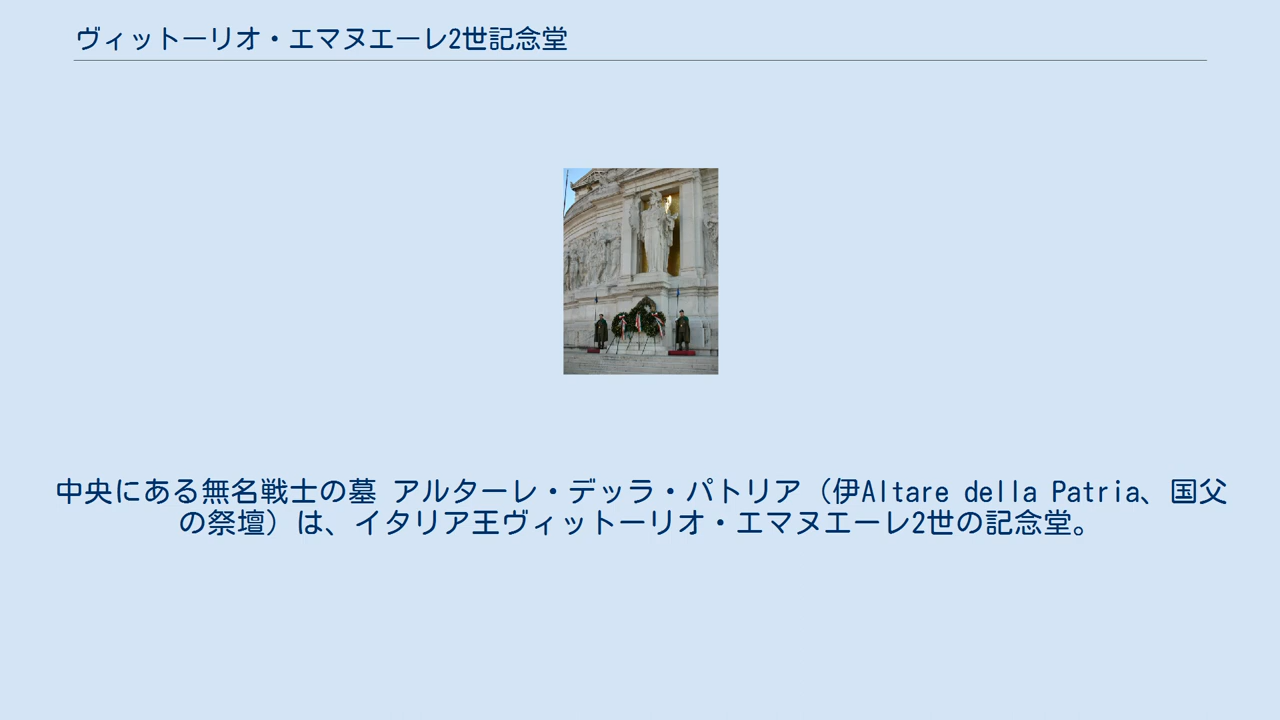 ヴィットーリオ・エマヌエーレ2世記念堂
中央にある無名戦士の墓 アルターレ・デッラ・パトリア（伊Altare della Patria、国父
の祭壇）は、イタリア王ヴィットーリオ・エマヌエーレ2世の記念堂。